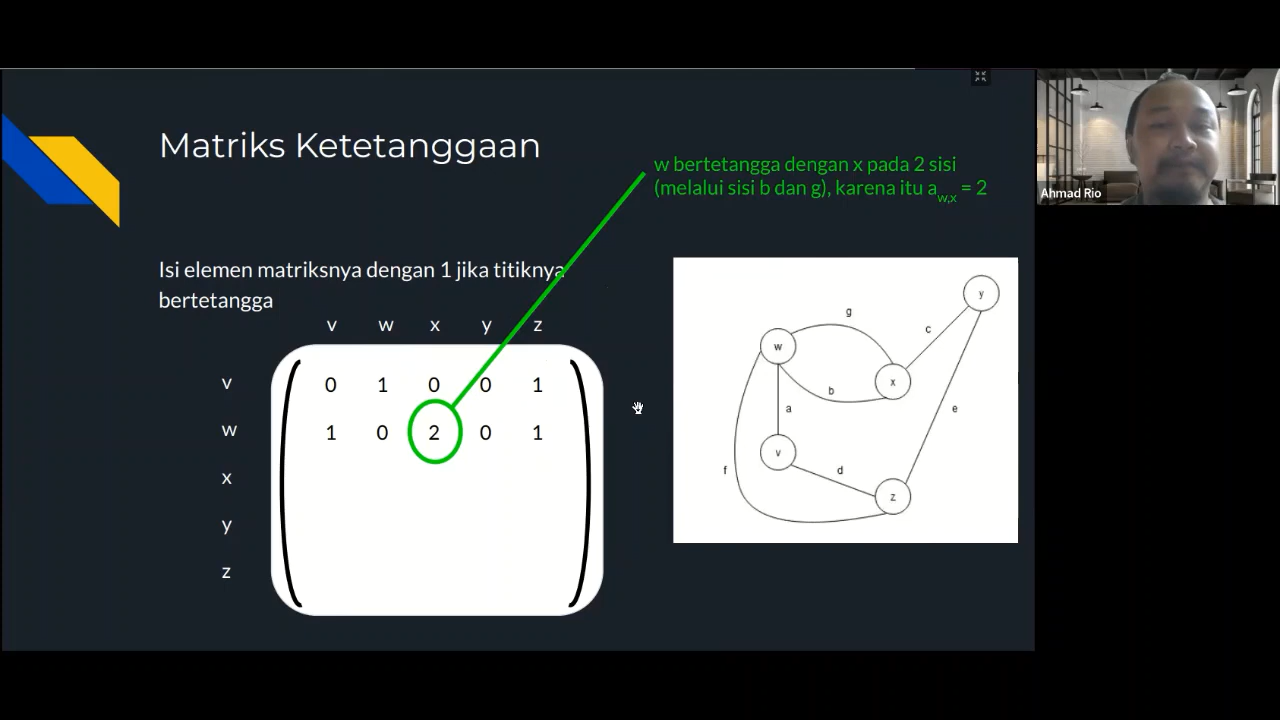 Matriks Ketetanggaan
w bertetangga dengan x pada 2 sisi
(melalui sisi b dan g), karena itu a w,x = 2
Ahmad Rio
Isi elemen matriksnya dengan 1 jika titiknya
bertetangga
v w x y z
v 0 1 0 0 1
w 1 0 2 0 1
x
y
z
y
g
c
w
x
b
a
e
v
f
d
z